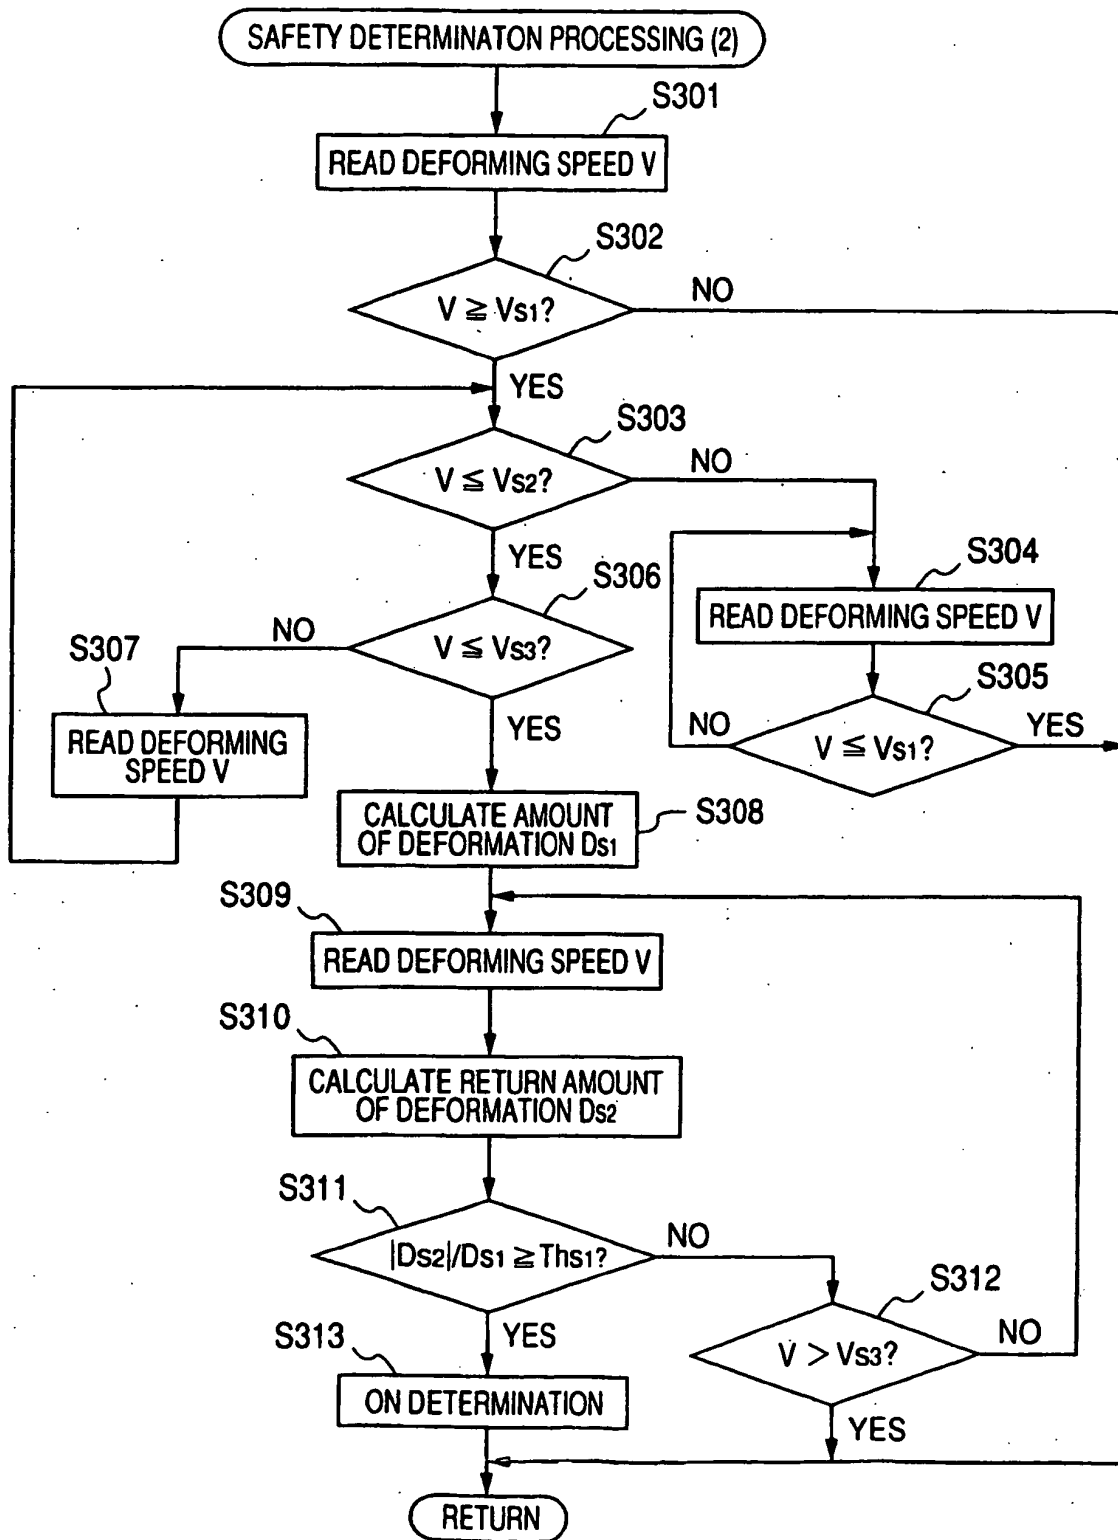 SAFETY DETERMINATON PROCESSING (2)
S301
READ DEFORMING SPEED V
S302
V ≧ Vs1?
NO
YES
S303
V ≦ Vs2?
NO
YES
S304
READ DEFORMING SPEED V
S305
V ≦ Vs1?
NO
YES
S306
V ≦ Vs3?
NO
YES
S307
READ DEFORMING
SPEED V
S308
CALCULATE AMOUNT
OF DEFORMATION Ds1
S309
READ DEFORMING SPEED V
S310
CALCULATE RETURN AMOUNT
OF DEFORMATION Ds2
S311
|Ds2|/Ds1 ≧ Ths1?
NO
YES
S312
V > Vs3?
NO
YES
S313
ON DETERMINATION
RETURN